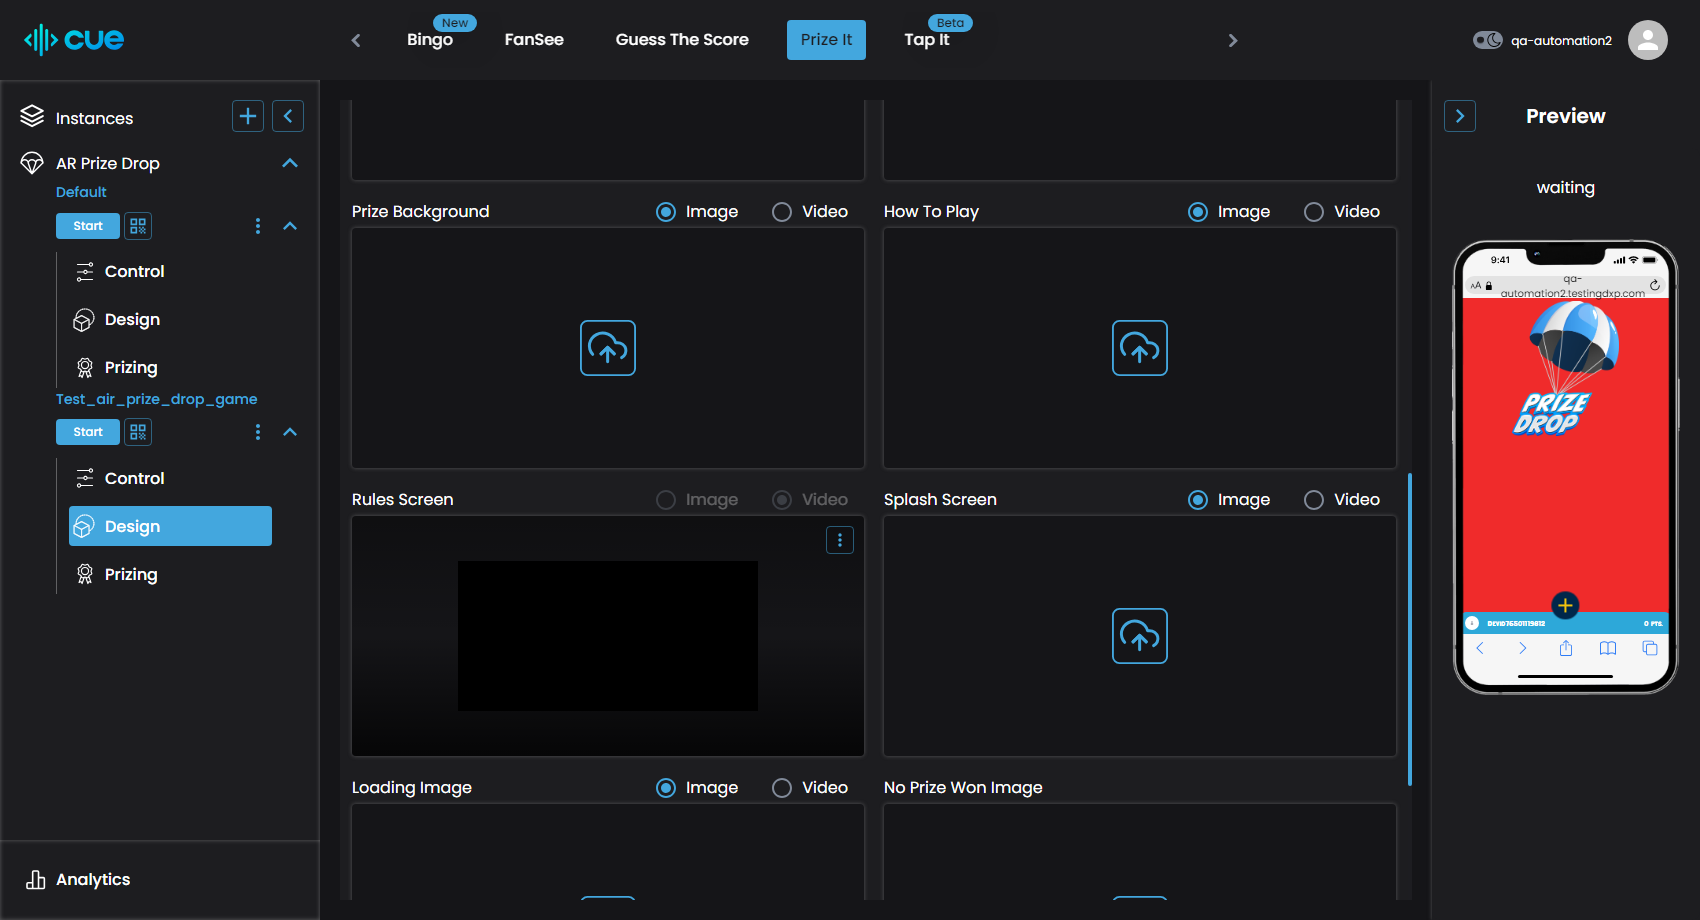 cue
New
Bingo
FanSee
Guess The Score
Prize It
Beta
Tap It
qa-automation2
Instances
AR Prize Drop
Default
Start
Control
Design
Prizing
Test_air_prize_drop_game
Start
Control
Design
Prizing
Analytics
Prize Background
Image
Video
How To Play
Image
Video
Rules Screen
Image
Video
Splash Screen
Image
Video
Loading Image
Image
Video
No Prize Won Image
Preview
waiting
9:41
AA
qa-
automation2.testingdxp.com
PRIZE
DROP
0 PTS.